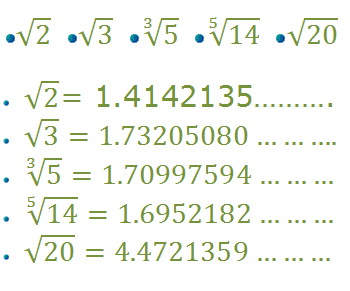 •√2 •√3 •∛5 •⁵√14 •√20
• √2= 1.4142135……….
• √3 = 1.73205080 … … ….
• ∛5 = 1.70997594 … … …
• ⁵√14 = 1.6952182 … … …
• √20 = 4.4721359 … … …